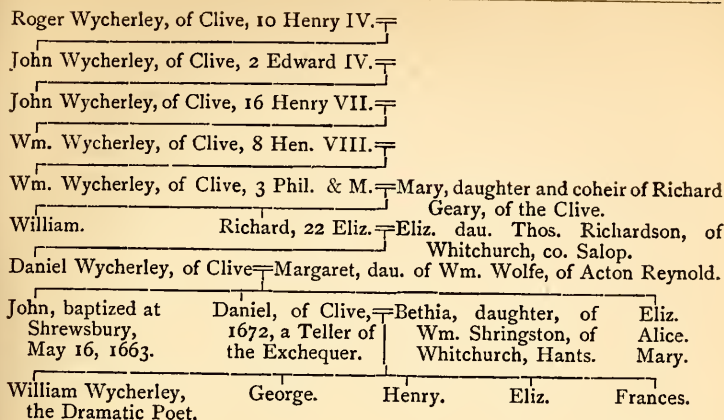 Roger Wycherley, of Clive, 10 Henry IV.
John Wycherley, of Clive, 2 Edward IV.
John Wycherley, of Clive, 16 Henry VII.
Wm. Wycherley, of Clive, 8 Hen. VIII.
Wm. Wycherley, of Clive, 3 Phil. & M. Mary, daughter and coheir of Richard
Geary, of the Clive.
William. Richard, 22 Eliz. Eliz. dau. Thos. Richardson, of
Whitchurch, co. Salop.
Daniel Wycherley, of Clive Margaret, dau. of Wm. Wolfe, of Acton Reynold.
John, baptized at
Shrewsbury,
May 16, 1663.
Daniel, of Clive,
1672, a Teller of
the Exchequer.
Bethia, daughter, of
Wm. Shringston, of
Whitchurch, Hants.
Eliz.
Alice.
Mary.
William Wycherley,
the Dramatic Poet.
George.
Henry.
Eliz.
Frances.